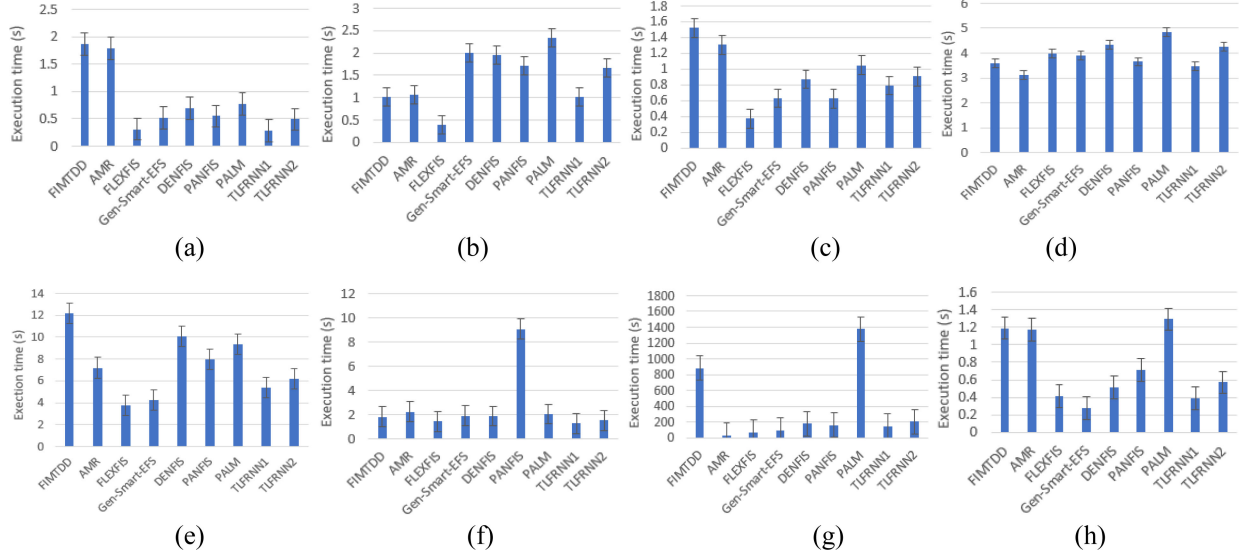 Execution time (s)
2.5
2
1.5
1
0.5
0
FIMTDD
AMR
FLEXFIS
Gen-Smart-EFS
DENFIS
PANFIS
PALM
TLFRNN1
TLFRNN2
(a)
Execution time (s)
3
2.5
2
1.5
1
0.5
0
FIMTDD
AMR
FLEXFIS
Gen-Smart-EFS
DENFIS
PANFIS
PALM
TLFRNN1
TLFRNN2
(b)
Execution time (s)
1.8
1.6
1.4
1.2
1
0.8
0.6
0.4
0.2
0
FIMTDD
AMR
FLEXFIS
Gen-Smart-EFS
DENFIS
PANFIS
PALM
TLFRNN1
TLFRNN2
(c)
Execution time (s)
6
5
4
3
2
1
0
FIMTDD
AMR
FLEXFIS
Gen-Smart-EFS
DENFIS
PANFIS
PALM
TLFRNN1
TLFRNN2
(d)
Exection time (s)
14
12
10
8
6
4
2
0
FIMTDD
AMR
FLEXFIS
Gen-Smart-EFS
DENFIS
PANFIS
PALM
TLFRNN1
TLFRNN2
(e)
Execution time (s)
12
10
8
6
4
2
0
FIMTDD
AMR
FLEXFIS
Gen-Smart-EFS
DENFIS
PANFIS
PALM
TLFRNN1
TLFRNN2
(f)
Execution time (s)
1800
1600
1400
1200
1000
800
600
400
200
0
FIMTDD
AMR
FLEXFIS
Gen-Smart-EFS
DENFIS
PANFIS
PALM
TLFRNN1
TLFRNN2
(g)
Execution time (s)
1.6
1.4
1.2
1
0.8
0.6
0.4
0.2
0
FIMTDD
AMR
FLEXFIS
Gen-Smart-EFS
DENFIS
PANFIS
PALM
TLFRNN1
TLFRNN2
(h)